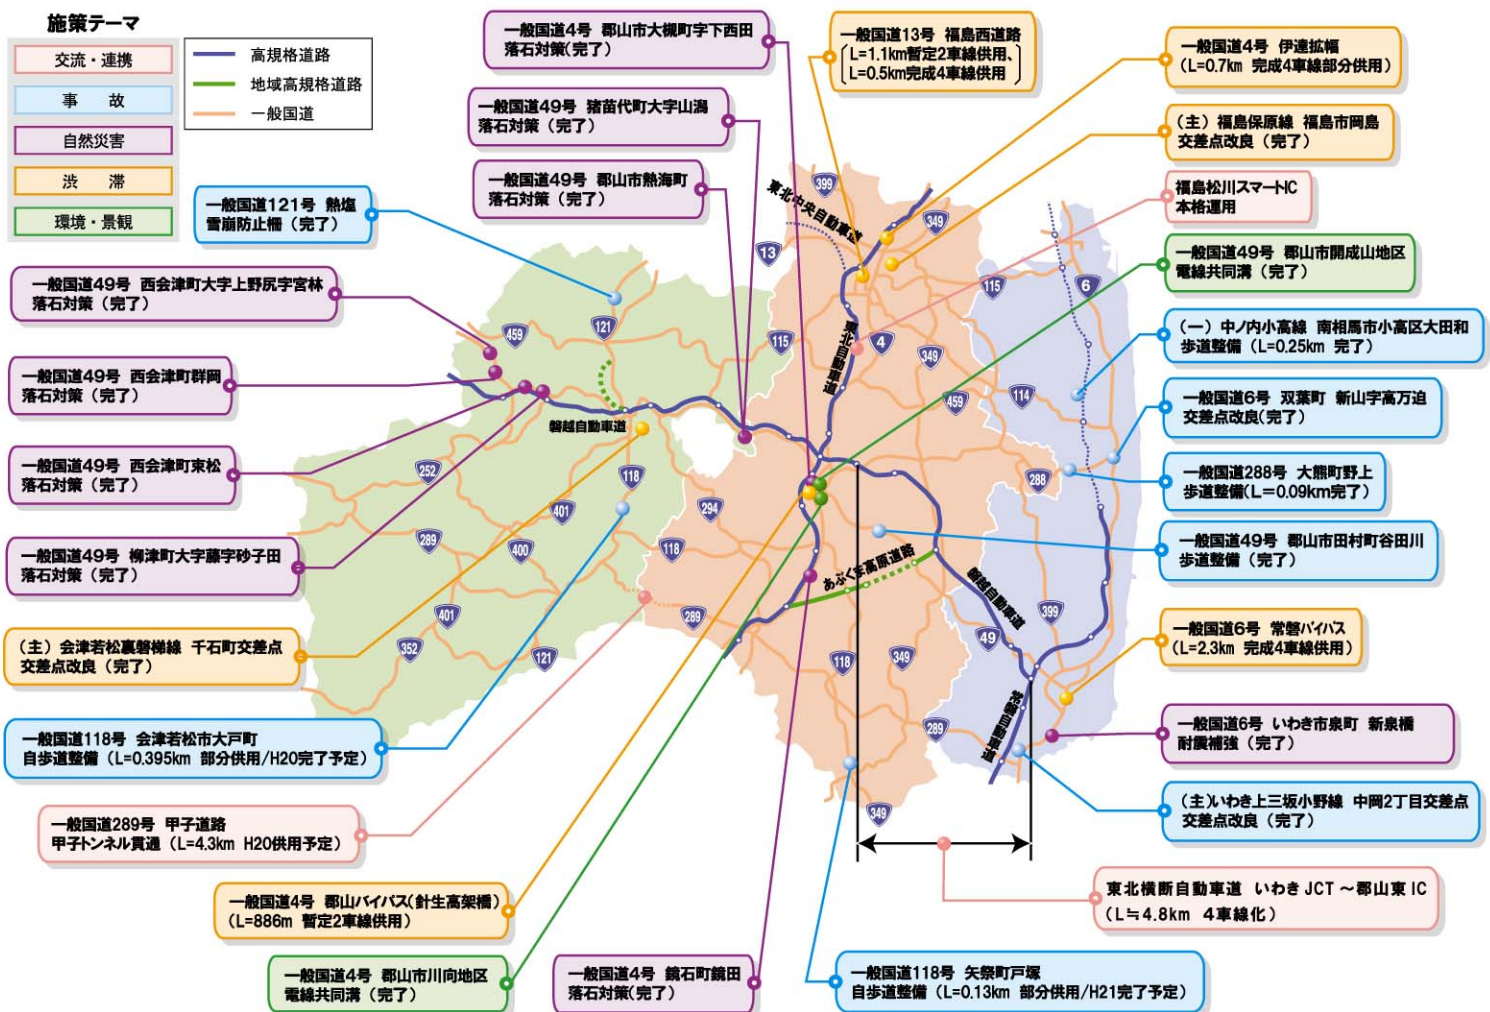 施策テーマ
交流・連携
事 故
自然災害
渋 滞
環境・景観
高規格道路
地域高規格道路
一般国道
一般国道4号 郡山市大槻町字下西田
落石対策(完了)
一般国道49号 猪苗代町大字山潟
落石対策(完了)
一般国道49号 郡山市熱海町
落石対策(完了)
一般国道13号 福島西道路
L=1.1km暫定2車線供用、
L=0.5km完成4車線供用
一般国道4号 伊達拡幅
(L=0.7km 完成4車線部分供用)
(主)福島保原線 福島市岡島
交差点改良(完了)
福島松川スマートIC
本格運用
一般国道49号 郡山市開成山地区
電線共同溝(完了)
(一)中ノ内小高線 南相馬市小高区大田和
歩道整備(L=0.25km 完了)
一般国道6号 双葉町 新山字高万迫
交差点改良(完了)
一般国道288号 大熊町野上
歩道整備(L=0.09km完了)
一般国道49号 郡山市田村町谷田川
歩道整備(完了)
一般国道6号 常磐バイパス
(L=2.3km 完成4車線供用)
一般国道6号 いわき市泉町 新泉橋
耐震補強(完了)
(主)いわき上三坂小野線 中岡2丁目交差点
交差点改良(完了)
東北横断自動車道 いわきJCT~郡山東IC
(L≒4.8km 4車線化)
一般国道121号 熱塩
雪崩防止柵(完了)
一般国道49号 西会津町大字上野尻字宮林
落石対策(完了)
一般国道49号 西会津町群岡
落石対策(完了)
一般国道49号 西会津町東松
落石対策(完了)
一般国道49号 柳津町大字藤字砂子田
落石対策(完了)
(主)会津若松裏磐梯線 千石町交差点
交差点改良(完了)
一般国道118号 会津若松市大戸町
自歩道整備(L=0.395km 部分供用/H20完了予定)
一般国道289号 甲子道路
甲子トンネル貫通(L=4.3km H20供用予定)
一般国道4号 郡山バイパス(針生高架橋)
(L=886m 暫定2車線供用)
一般国道4号 郡山市川向地区
電線共同溝(完了)
一般国道4号 鏡石町鏡田
落石対策(完了)
一般国道118号 矢祭町戸塚
自歩道整備(L=0.13km 部分供用/H21完了予定)
東北中央自動車道
東北自動車道
磐越自動車道
あぶくま高原道路
磐越自動車道
常磐自動車道
399
349
13
115
6
459
121
115
4
349
459
114
252
118
288
401
294
289
400
118
401
289
399
352
121
118
349
49
289
349